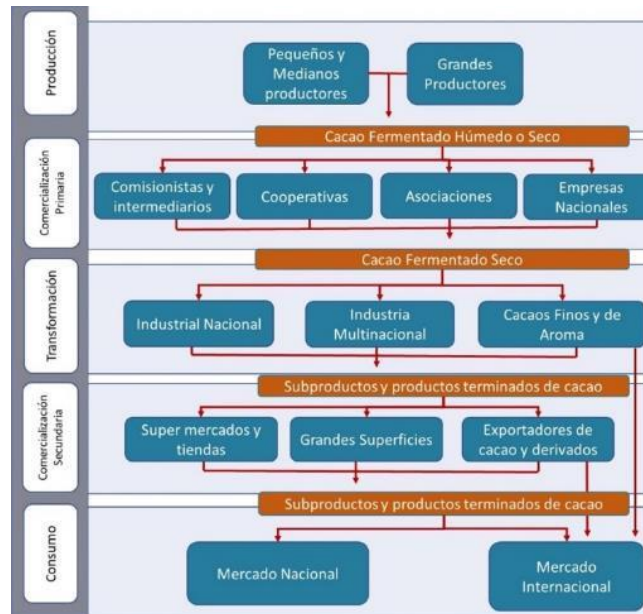 Producción
Pequeños y
Medianos
productores
Grandes
Productores
Cacao Fermentado Húmedo o Seco
Comercialización
Primaria
Comisionistas y
intermediarios
Cooperativas
Asociaciones
Empresas
Nacionales
Cacao Fermentado Seco
Transformación
Industrial Nacional
Industria
Multinacional
Cacaos Finos y de
Aroma
Subproductos y productos terminados de cacao
Comercialización
Secundaria
Super mercados y
tiendas
Grandes Superficies
Exportadores de
cacao y derivados
Subproductos y productos terminados de cacao
Consumo
Mercado Nacional
Mercado
Internacional